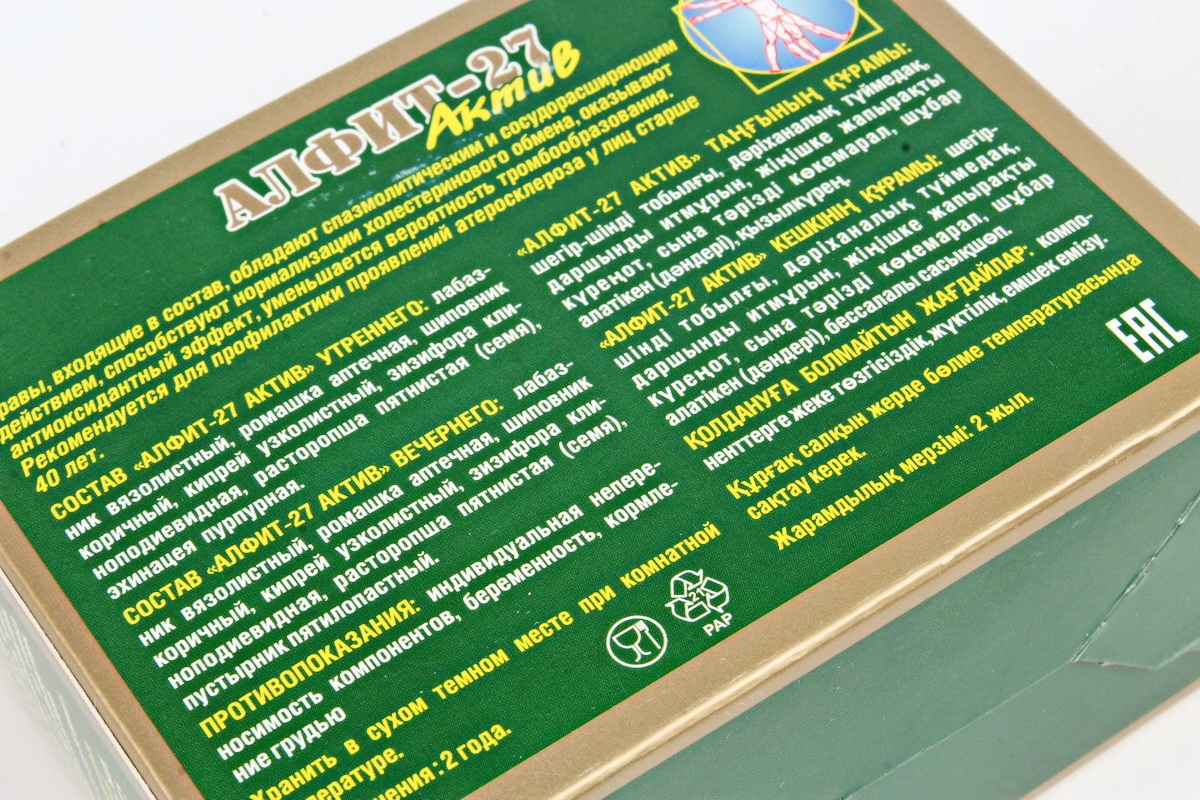 АЛФИТ-27
Актив
равы, входящие в состав, обладают спазмолитическим и сосудорасширяющим
действием, способствуют нормализации холестеринового обмена, оказывают
антиоксидантный эффект, уменьшается вероятность тромбообразования.
Рекомендуется для профилактики проявлений атеросклероза у лиц старше
40 лет.
СОСТАВ «АЛФИТ-27 АКТИВ» УТРЕННЕГО: лабаз-
ник вязолистный, ромашка аптечная, шиповник
коричный, кипрей узколистный, зизифора кли-
ноподиевидная, расторопша пятнистая (семя),
эхинацея пурпурная.
СОСТАВ «АЛФИТ-27 АКТИВ» ВЕЧЕРНЕГО: лабаз-
ник вязолистный, ромашка аптечная, шиповник
коричный, кипрей узколистный, зизифора кли-
ноподиевидная, расторопша пятнистая (семя),
пустырник пятилопастный.
ПРОТИВОПОКАЗАНИЯ: индивидуальная непере-
носимость компонентов, беременность, кормле-
ние грудью
Хранить в сухом темном месте при комнатной
пературе.
нения: 2 года.
«АЛФИТ-27 АКТИВ» ТАҢҒЫНЫҢ ҚҰРАМЫ:
шегір-шінді тобылғы, дәріханалық түймедақ,
даршынды итмұрын, жіңішке жапырақты
күреңот, сына тәрізді көкемарал, шұбар
алатікен (дәндері), қызылкүрең.
«АЛФИТ-27 АКТИВ» КЕШКІНІҢ ҚҰРАМЫ: шегір-
шінді тобылғы, дәріханалық түймедақ,
даршынды итмұрын, жіңішке жапырақты
күреңот, сына тәрізді көкемарал, шұбар
алатікен (дәндері), бессалалы сасықшөп.
ҚОЛДАНУҒА БОЛМАЙТЫН ЖАҒДАЙЛАР: компо-
ненттерге жеке төзгісіздік, жүктілік, емшек емізу.
Құрғақ салқын жерде бөлме температурасында
сақтау керек.
Жарамдылық мерзімі: 2 жыл.
EAC
21
PAP